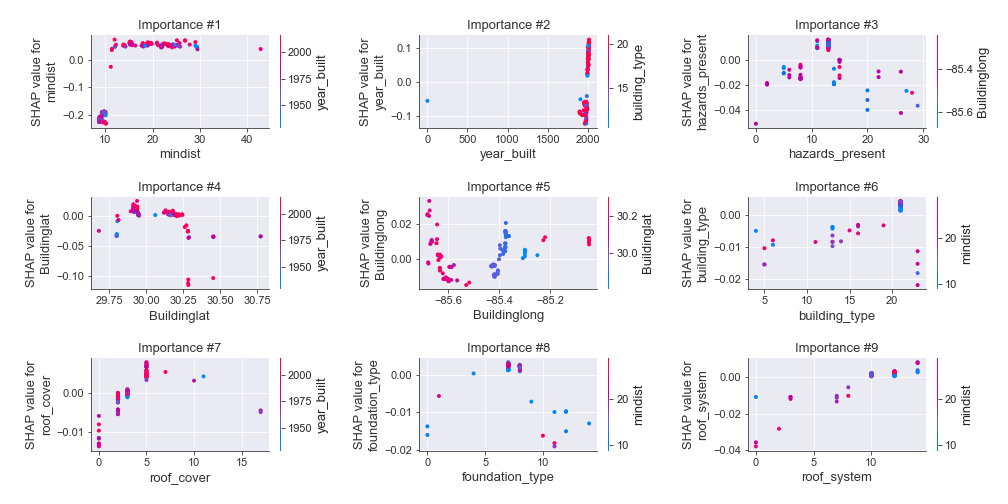 Importance #1
SHAP value for
mindist
0.0
−0.1
−0.2
10 20 30 40
mindist
2000
1975
1950
year_built
Importance #2
SHAP value for
year_built
0.1
0.0
−0.1
0 500 1000 1500 2000
year_built
20
15
building_type
Importance #3
SHAP value for
hazards_present
0.00
−0.02
−0.04
0 10 20 30
hazards_present
−85.4
−85.6
Buildinglong
Importance #4
SHAP value for
Buildinglat
0.00
−0.05
−0.10
29.75 30.00 30.25 30.50 30.75
Buildinglat
2000
1975
1950
year_built
Importance #5
SHAP value for
Buildinglong
0.02
0.00
−85.6 −85.4 −85.2
Buildinglong
30.2
30.0
Buildinglat
Importance #6
SHAP value for
building_type
0.00
−0.01
−0.02
5 10 15 20
building_type
20
10
mindist
Importance #7
SHAP value for
roof_cover
0.00
−0.01
0 5 10 15
roof_cover
2000
1975
1950
year_built
Importance #8
SHAP value for
foundation_type
0.00
−0.01
−0.02
0 5 10
foundation_type
20
10
mindist
Importance #9
SHAP value for
roof_system
0.00
−0.02
−0.04
0 5 10
roof_system
20
10
mindist